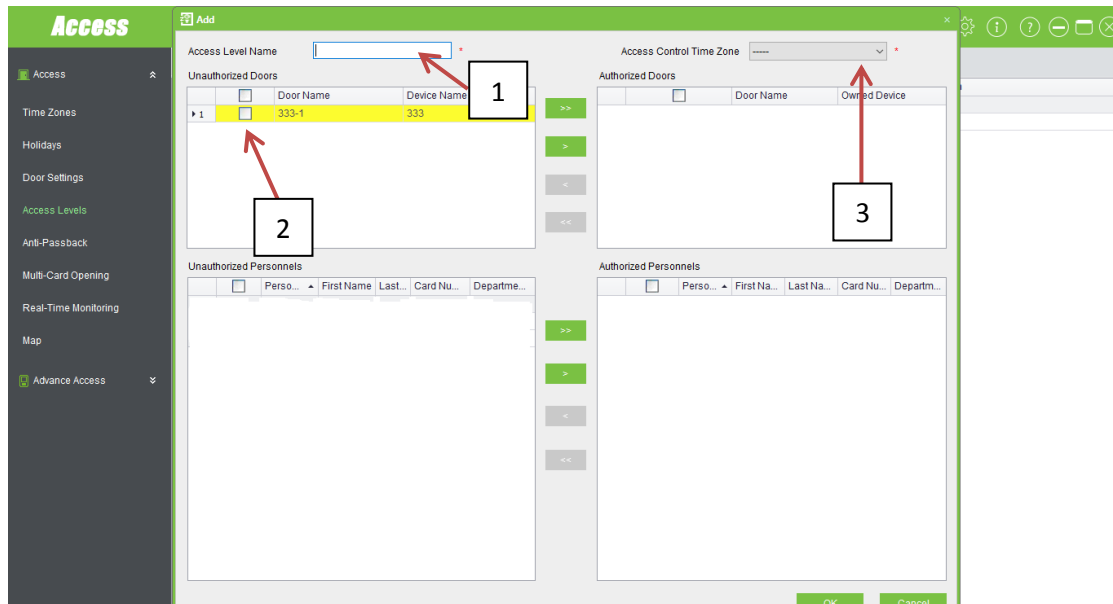 Access
Add
Access Level Name
*
Access Control Time Zone
-----
*
Access
Time Zones
Holidays
Door Settings
Access Levels
Anti-Passback
Multi-Card Opening
Real-Time Monitoring
Map
Advance Access
Unauthorized Doors
Door Name Device Name
1 333-1 333
>>
>
<
<<
Authorized Doors
Door Name Owned Device
1
2
3
Unauthorized Personnels
Perso... First Name Last... Card Nu... Departme...
>>
>
<
<<
Authorized Personnels
Perso... First Na... Last Na... Card Nu... Departm...
OK Cancel